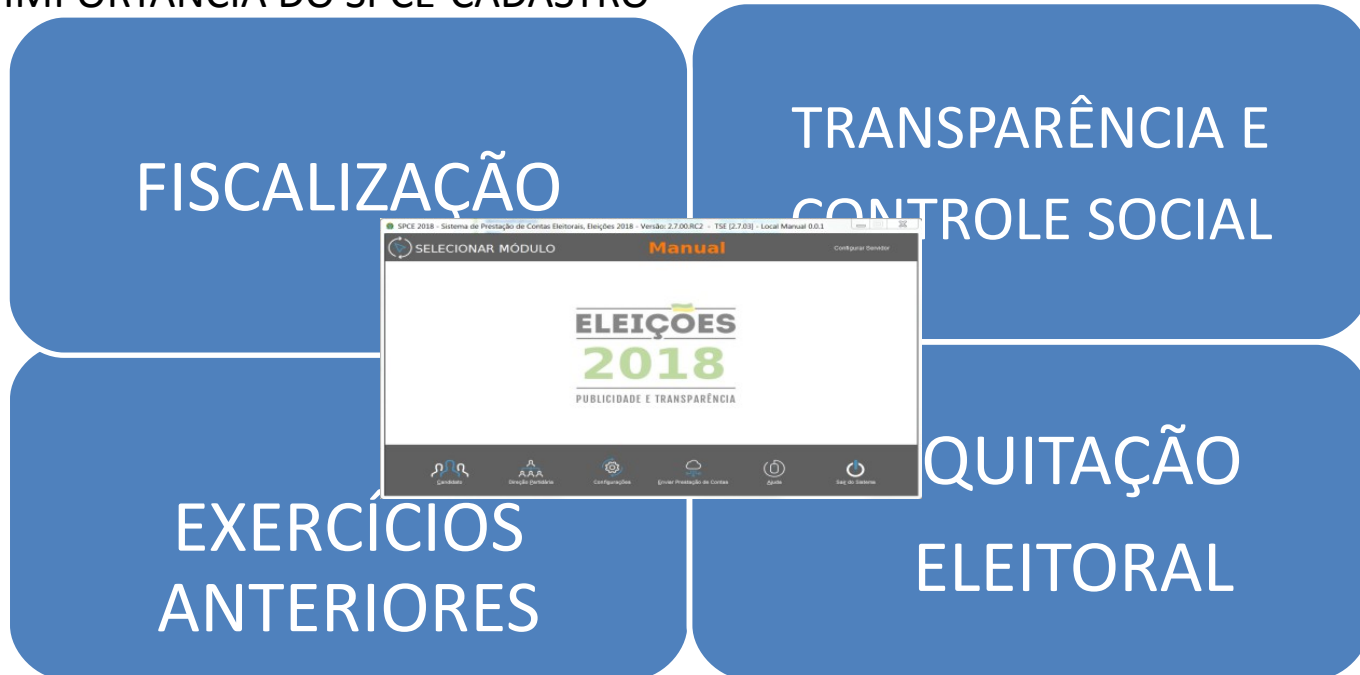 IMPORTÂNCIA DO SPCE-CADASTRO
FISCALIZAÇÃO
TRANSPARÊNCIA E
CONTROLE SOCIAL
SPCE 2018 - Sistema de Prestação de Contas Eleitorais, Eleições 2018 - Versão: 2.7.00.RC2 - TSE [2.7.03] - Local Manual 0.0.1
SELECIONAR MÓDULO
Manual
Configurar Servidor
ELEIÇÕES
2018
PUBLICIDADE E TRANSPARÊNCIA
Candidato
Direção Partidária
Configurações
Enviar Prestação de Contas
Ajuda
Sair do Sistema
EXERCÍCIOS
ANTERIORES
QUITAÇÃO
ELEITORAL